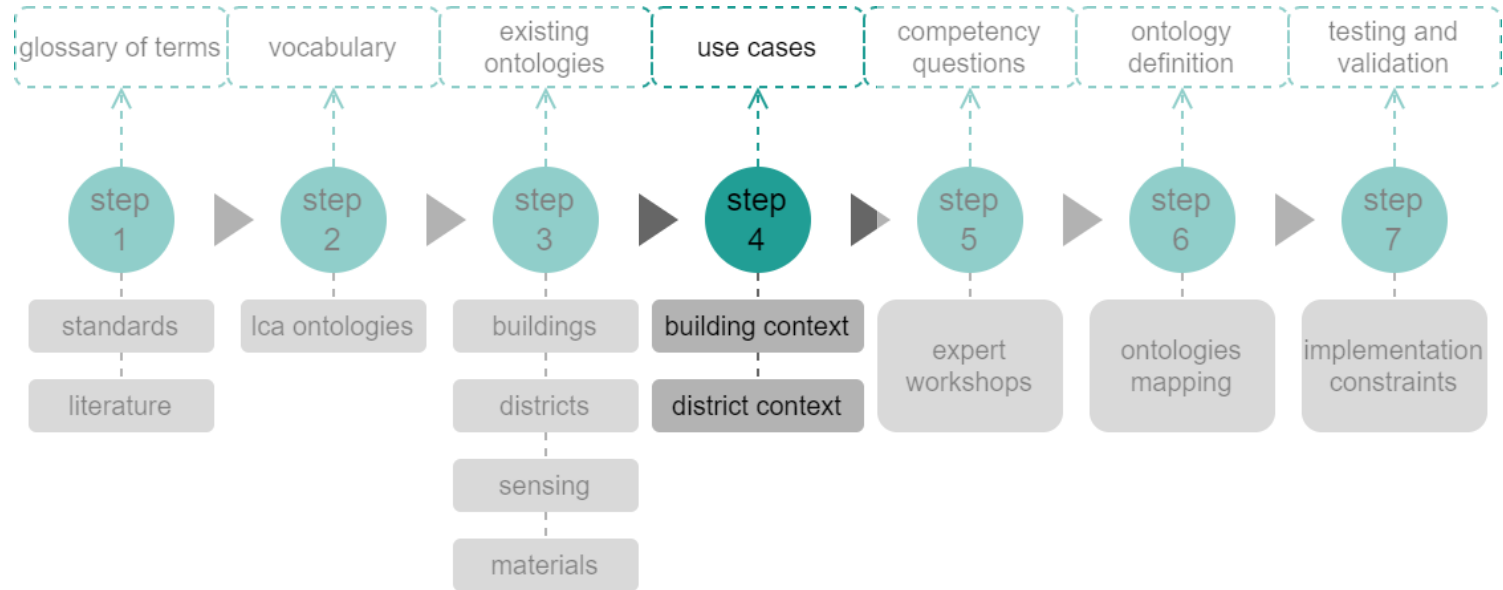 glossary of terms
vocabulary
existing
ontologies
use cases
competency
questions
ontology
definition
testing and
validation
step
1
step
2
step
3
step
4
step
5
step
6
step
7
standards
literature
lca ontologies
buildings
districts
sensing
materials
building context
district context
expert
workshops
ontologies
mapping
implementation
constraints